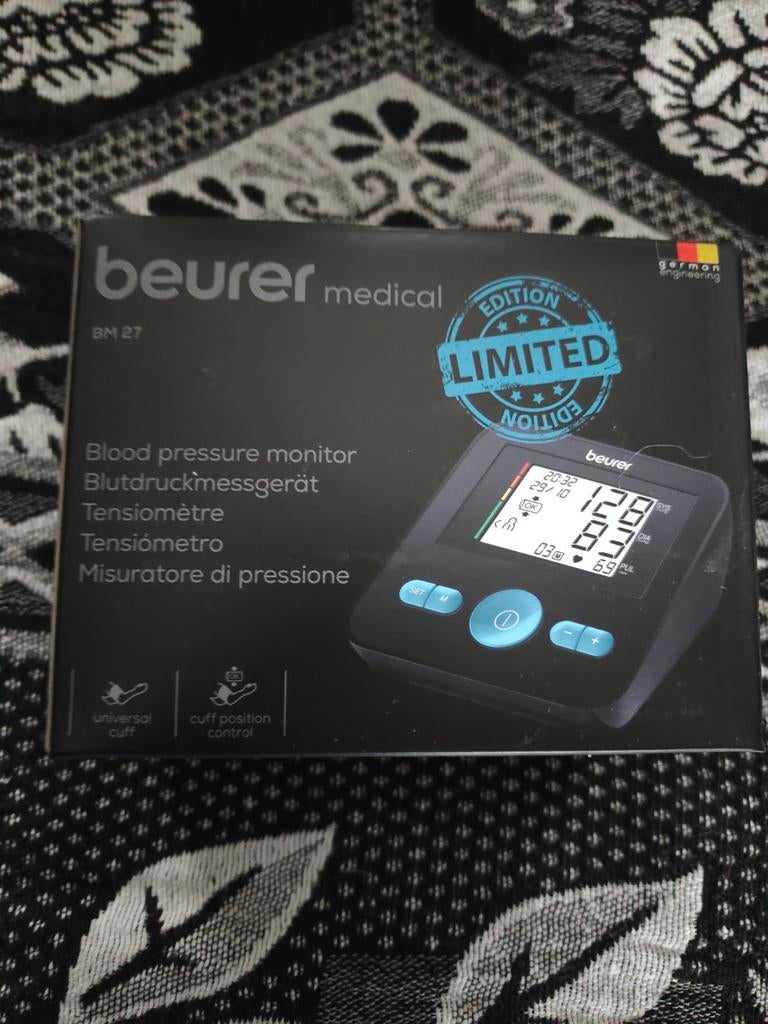 beurer medical
german
engineering
BM 27
EDITION
LIMITED
EDITION
Blood pressure monitor
Blutdruckmessgerät
Tensiomètre
Tensiómetro
Misuratore di pressione
beurer
20:32
29/10
128
SYS
OK
83
DIA
03 M
69
PUL
SET
M
-
+
OK
universal
cuff
cuff position
control